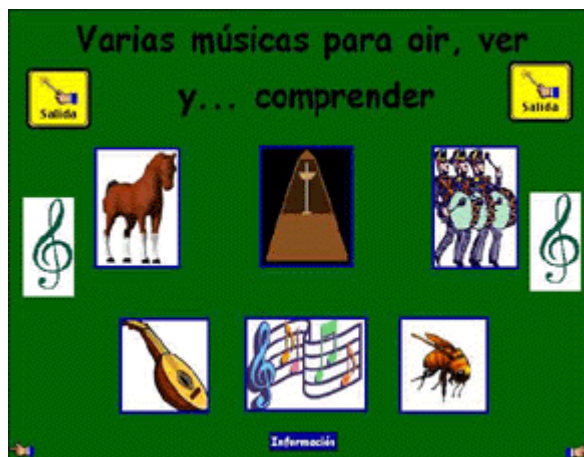 Varias músicas para oir, ver
y... comprender
Salida
Salida
Información